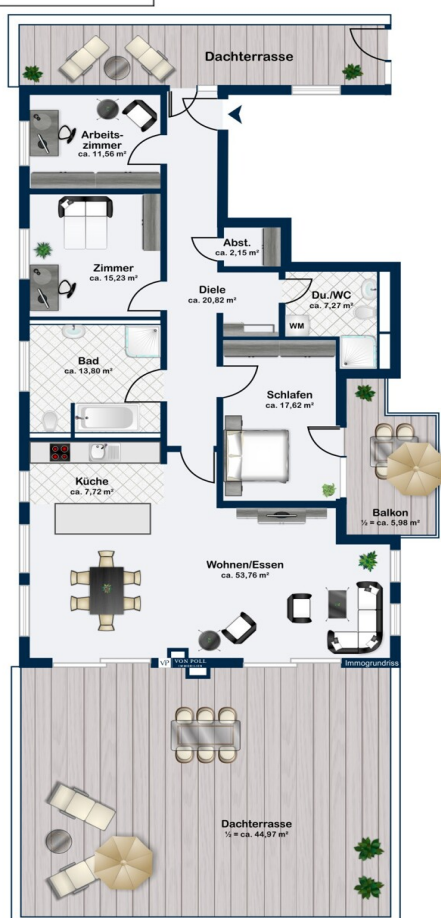 Dachterrasse
Arbeits-
zimmer
ca. 11,56 m²
Abst.
ca. 2,15 m²
Zimmer
ca. 15,23 m²
Diele
ca. 20,82 m²
Du./WC
ca. 7,27 m²
WM
Bad
ca. 13,80 m²
Schlafen
ca. 17,62 m²
Küche
ca. 7,72 m²
Balkon
½ = ca. 5,98 m²
Wohnen/Essen
ca. 53,76 m²
VP VON POLL
IMMOBILIEN
Immogrundriss
Dachterrasse
½ = ca. 44,97 m²